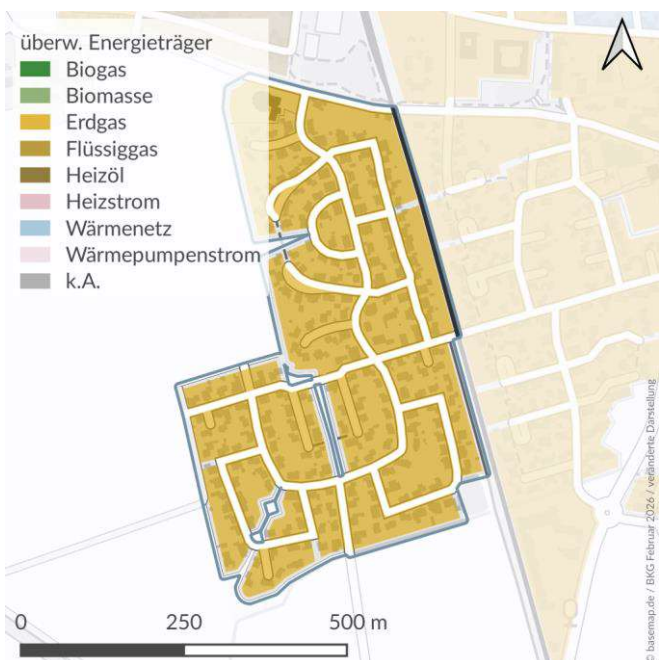 überw. Energieträger
Biogas
Biomasse
Erdgas
Flüssiggas
Heizöl
Heizstrom
Wärmenetz
Wärmepumpenstrom
k.A.
0 250 500 m
© basemap.de / BKG Februar 2026 / veränderte Darstellung